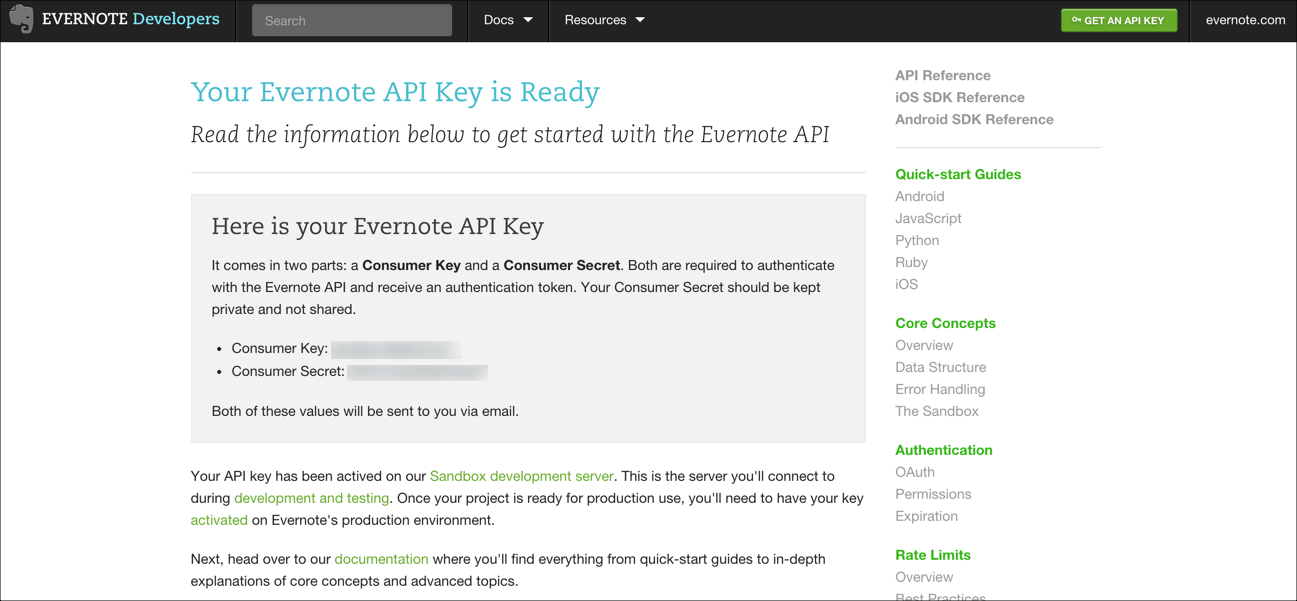 EVERNOTE Developers
Search
Docs
Resources
GET AN API KEY
evernote.com
Your Evernote API Key is Ready
Read the information below to get started with the Evernote API
Here is your Evernote API Key
It comes in two parts: a Consumer Key and a Consumer Secret. Both are required to authenticate
with the Evernote API and receive an authentication token. Your Consumer Secret should be kept
private and not shared.
• Consumer Key:
• Consumer Secret:
Both of these values will be sent to you via email.
Your API key has been actived on our Sandbox development server. This is the server you'll connect to
during development and testing. Once your project is ready for production use, you'll need to have your key
activated on Evernote's production environment.
Next, head over to our documentation where you'll find everything from quick-start guides to in-depth
explanations of core concepts and advanced topics.
API Reference
iOS SDK Reference
Android SDK Reference
Quick-start Guides
Android
JavaScript
Python
Ruby
iOS
Core Concepts
Overview
Data Structure
Error Handling
The Sandbox
Authentication
OAuth
Permissions
Expiration
Rate Limits
Overview
Best Practices